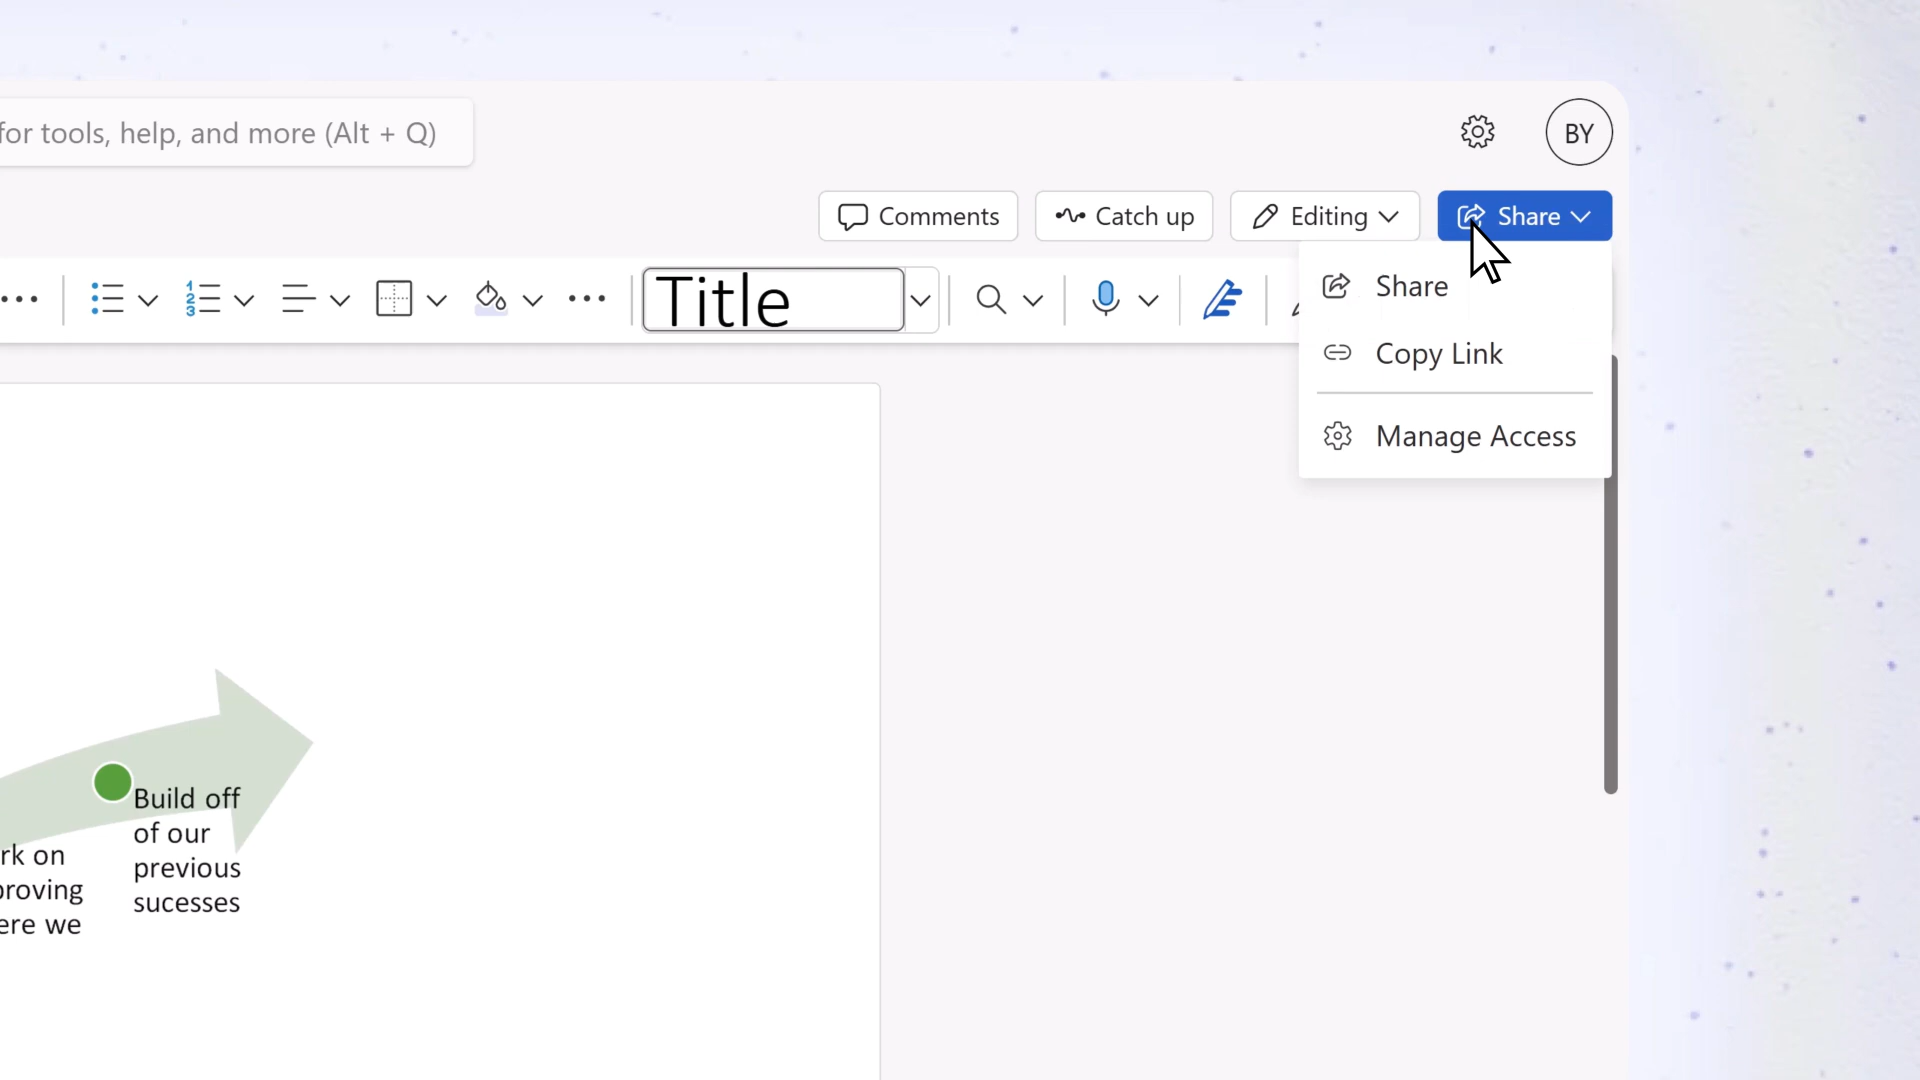 for tools, help, and more (Alt + Q)
BY
Comments
Catch up
Editing
Share
Title
Share
Copy Link
Manage Access
Build off
of our
previous
sucesses
rk on
proving
ere we